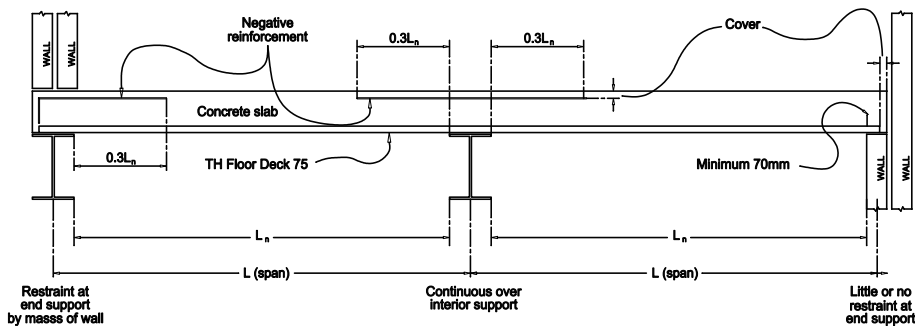 Negative
reinforcement
0.3Ln
0.3Ln
Cover
WALL
WALL
Concrete slab
0.3Ln
TH Floor Deck 75
Minimum 70mm
WALL
WALL
Ln
Ln
L (span)
L (span)
Restraint at
end support
by masss of wall
Continuous over
interior support
Little or no
restraint at
end support